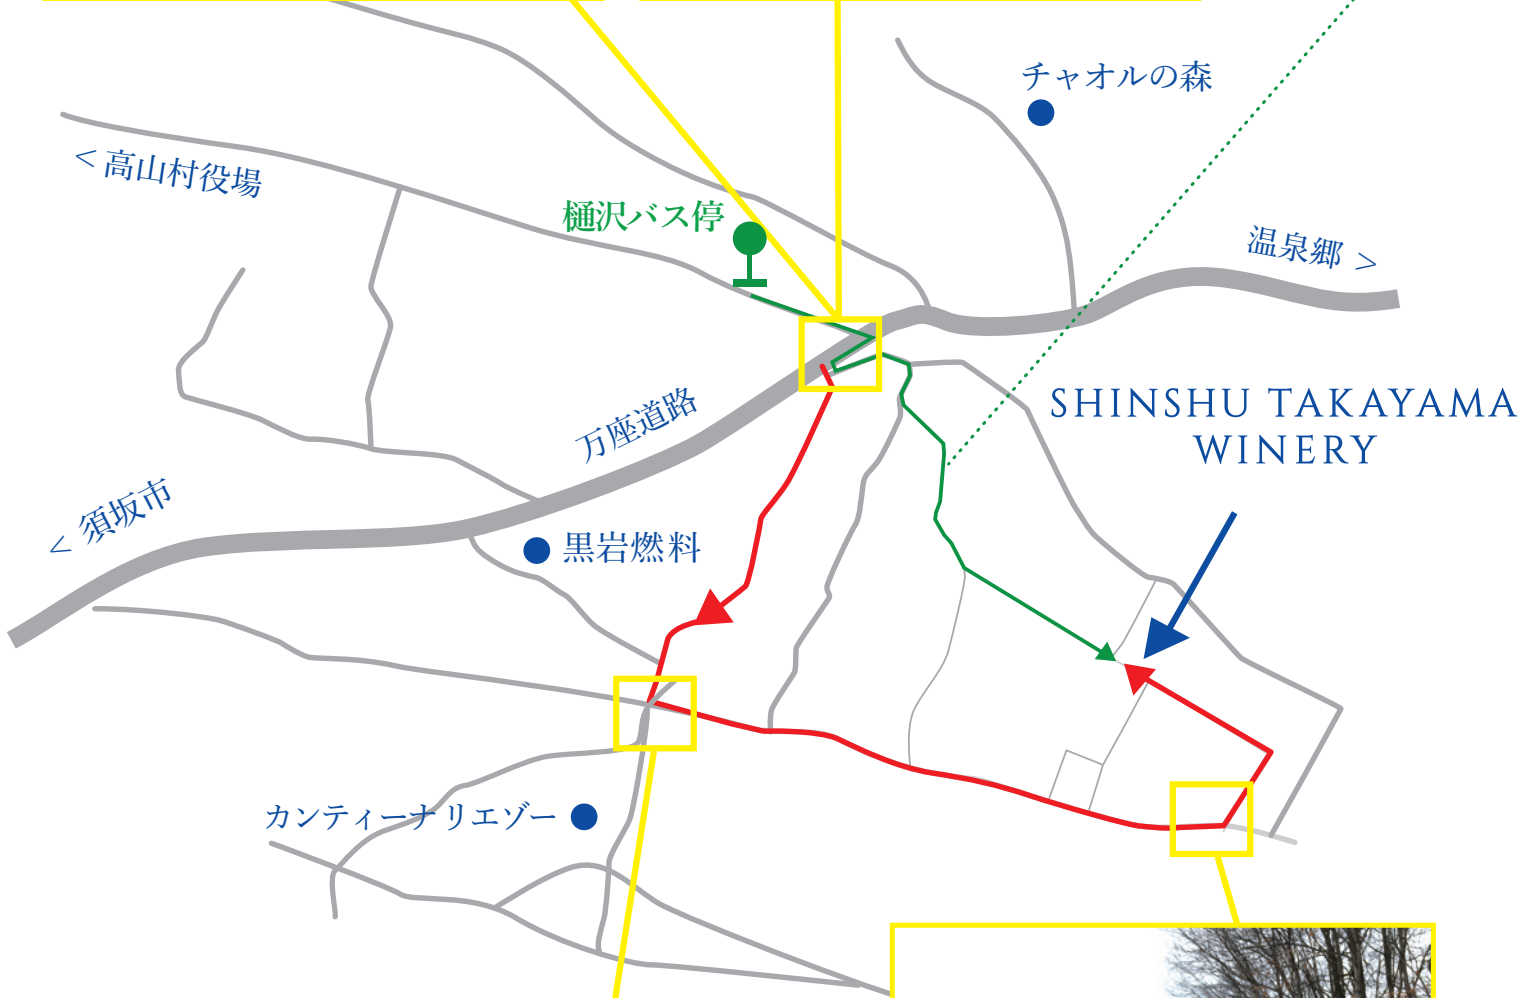 チャオルの森
< 高山村役場
樋沢バス停
温泉郷 >
万座道路
SHINSHU TAKAYAMA
WINERY
< 須坂市
黒岩燃料
カンティーナ リエゾー